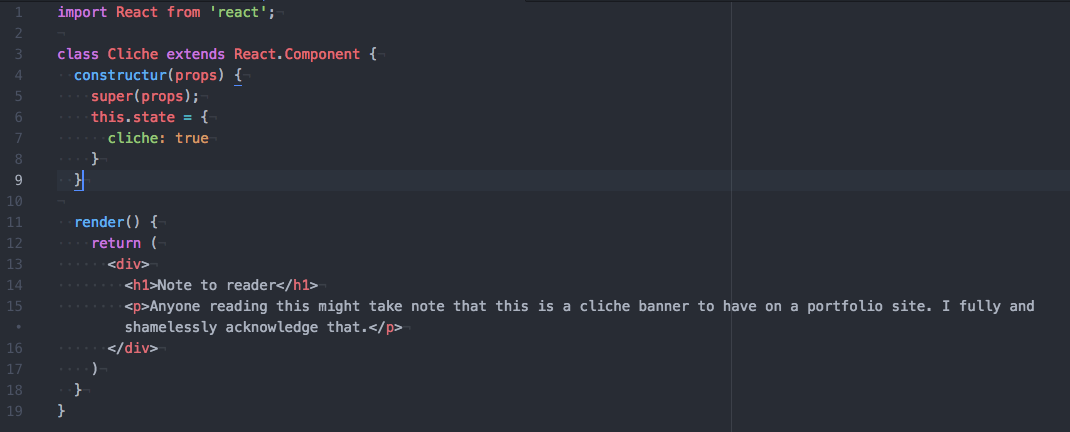 1 import React from 'react';
2
3 class Cliche extends React.Component {
4 constructur(props) {
5 super(props);
6 this.state = {
7 cliche: true
8 }
9 }
10
11 render() {
12 return (
13 <div>
14 <h1>Note to reader</h1>
15 <p>Anyone reading this might take note that this is a cliche banner to have on a portfolio site. I fully and
• shamelessly acknowledge that.</p>
16 </div>
17 )
18 }
19 }